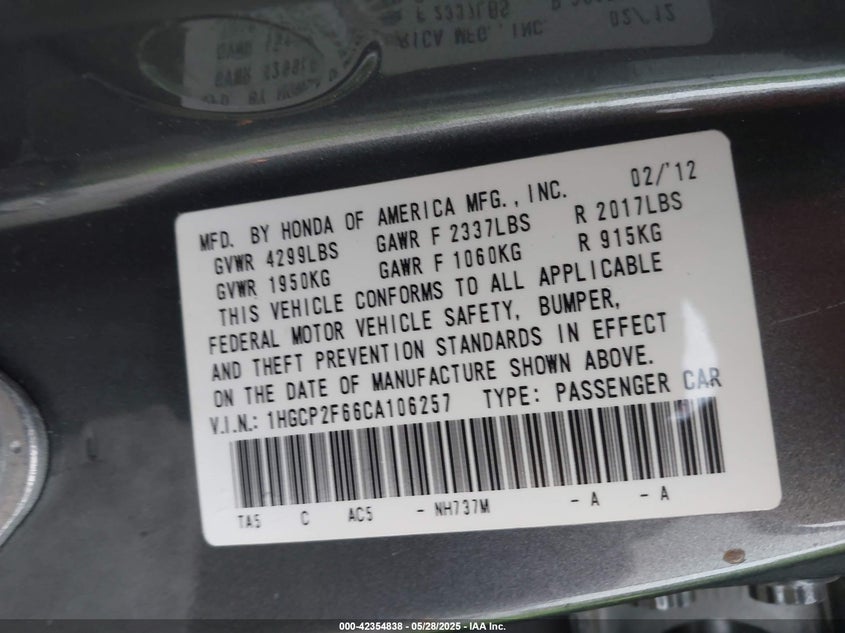 MFD. BY HONDA OF AMERICA MFG., INC. 02/'12
GVWR 4299LBS GAWR F 2337LBS R 2017LBS
GVWR 1950KG GAWR F 1060KG R 915KG
THIS VEHICLE CONFORMS TO ALL APPLICABLE
FEDERAL MOTOR VEHICLE SAFETY, BUMPER,
AND THEFT PREVENTION STANDARDS IN EFFECT
ON THE DATE OF MANUFACTURE SHOWN ABOVE.
V.I.N.: 1HGCP2F66CA106257 TYPE: PASSENGER CAR
TA5 C AC5 - NH737M - A - A
000-42354838 - 05/28/2025 - IAA Inc.